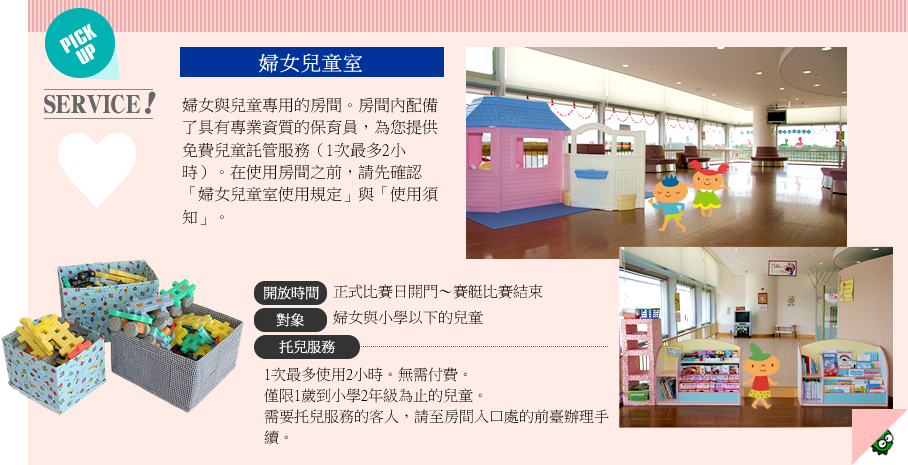 PICK
UP
SERVICE!
婦女兒童室
婦女與兒童專用的房間。房間內配備
了具有專業資質的保育員，為您提供
免費兒童託管服務（1次最多2小
時）。在使用房間之前，請先確認
「婦女兒童室使用規定」與「使用須
知」。
開放時間 正式比賽日開門～賽艇比賽結束
對象 婦女與小學以下的兒童
托兒服務
1次最多使用2小時。無需付費。
僅限1歲到小學2年級為止的兒童。
需要托兒服務的客人，請至房間入口處的前臺辦理手
續。